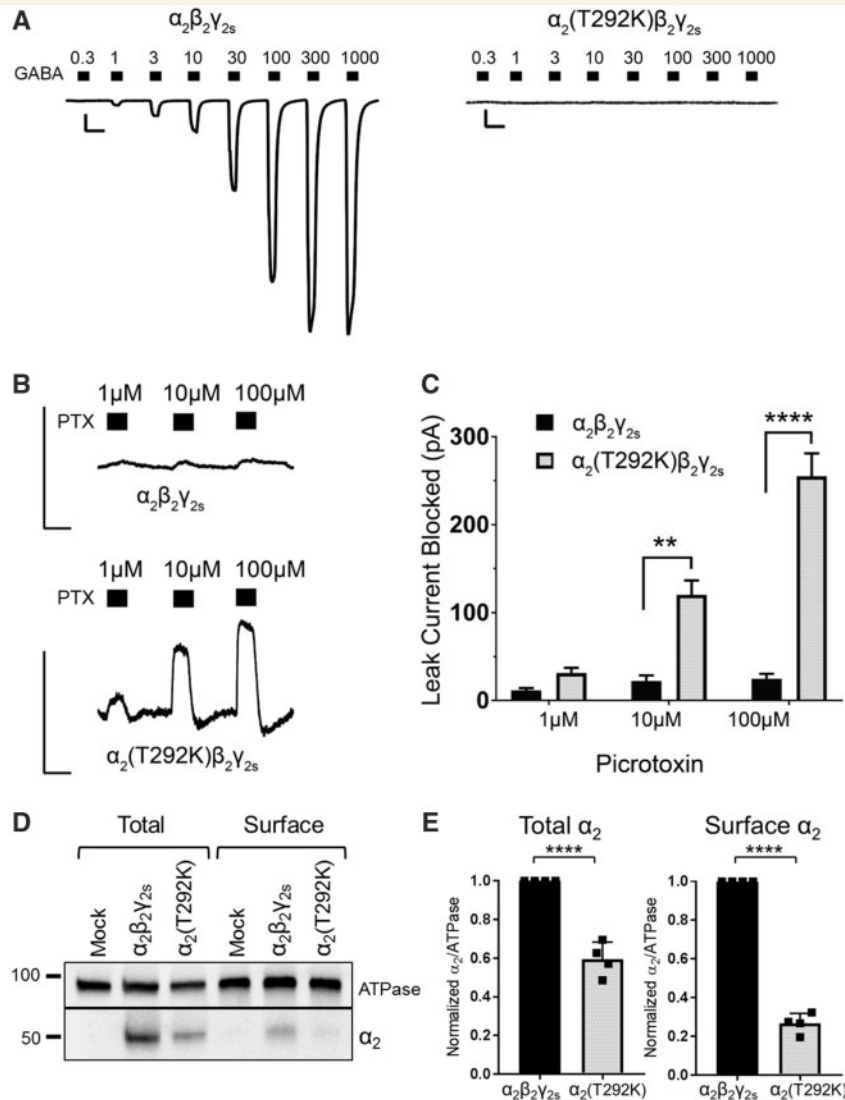 A
α2β2γ2s
α2(T292K)β2γ2s
GABA 0.3 1 3 10 30 100 300 1000
0.3 1 3 10 30 100 300 1000
B
1µM 10µM 100µM
PTX
α2β2γ2s
1µM 10µM 100µM
PTX
α2(T292K)β2γ2s
C
Leak Current Blocked (pA)
300
200
100
0
α2β2γ2s
α2(T292K)β2γ2s
**
****
1µM 10µM 100µM
Picrotoxin
D
Total Surface
Mock α2β2γ2s α2(T292K) Mock α2β2γ2s α2(T292K)
100 ATPase
50 α2
E
Total α2
****
Normalized α2/ATPase
1.0
0.8
0.6
0.4
0.2
0.0
α2β2γ2s α2(T292K)
Surface α2
****
Normalized α2/ATPase
1.0
0.8
0.6
0.4
0.2
0.0
α2β2γ2s α2(T292K)